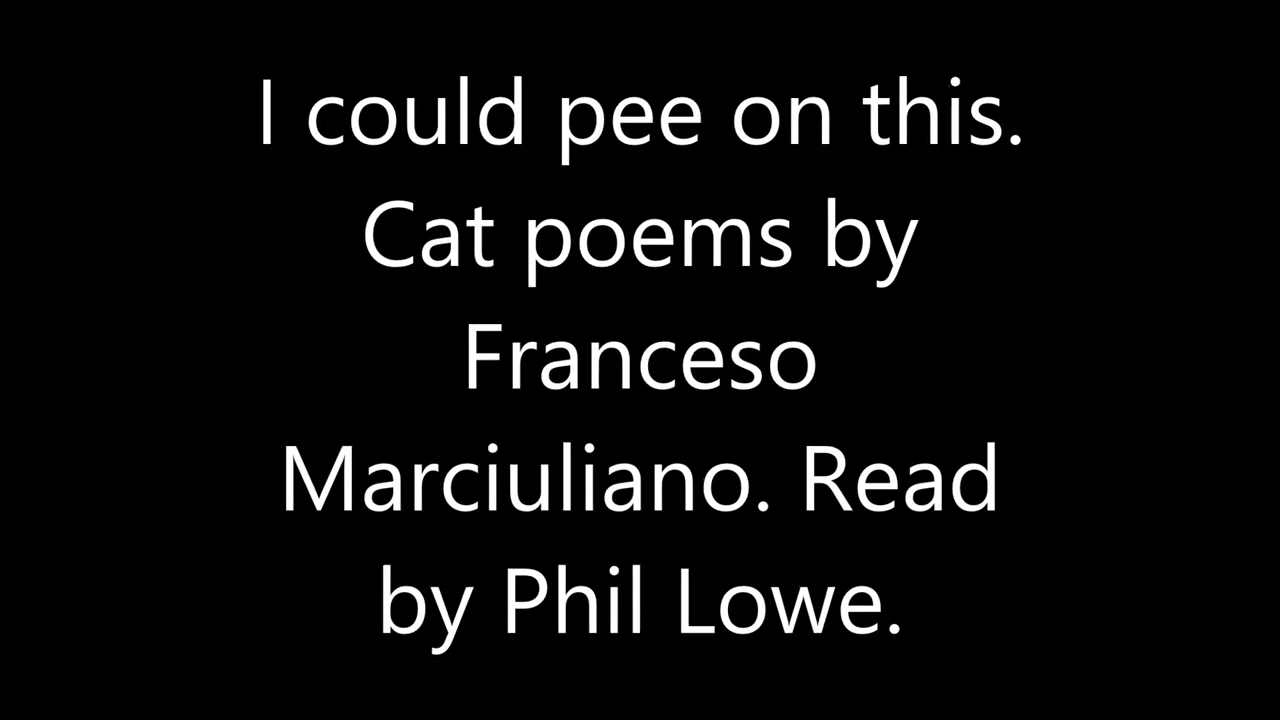 I could pee on this.
Cat poems by
Franceso
Marciuliano. Read
by Phil Lowe.